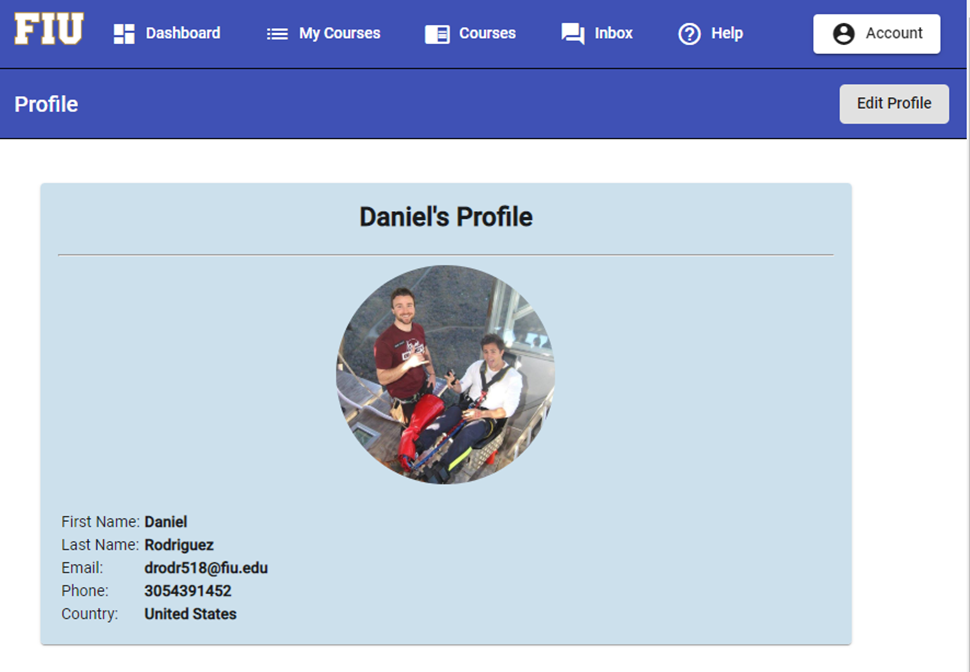 FIU Dashboard My Courses Courses Inbox Help Account
Profile Edit Profile
Daniel's Profile
First Name: Daniel
Last Name: Rodriguez
Email: drodr518@fiu.edu
Phone: 3054391452
Country: United States